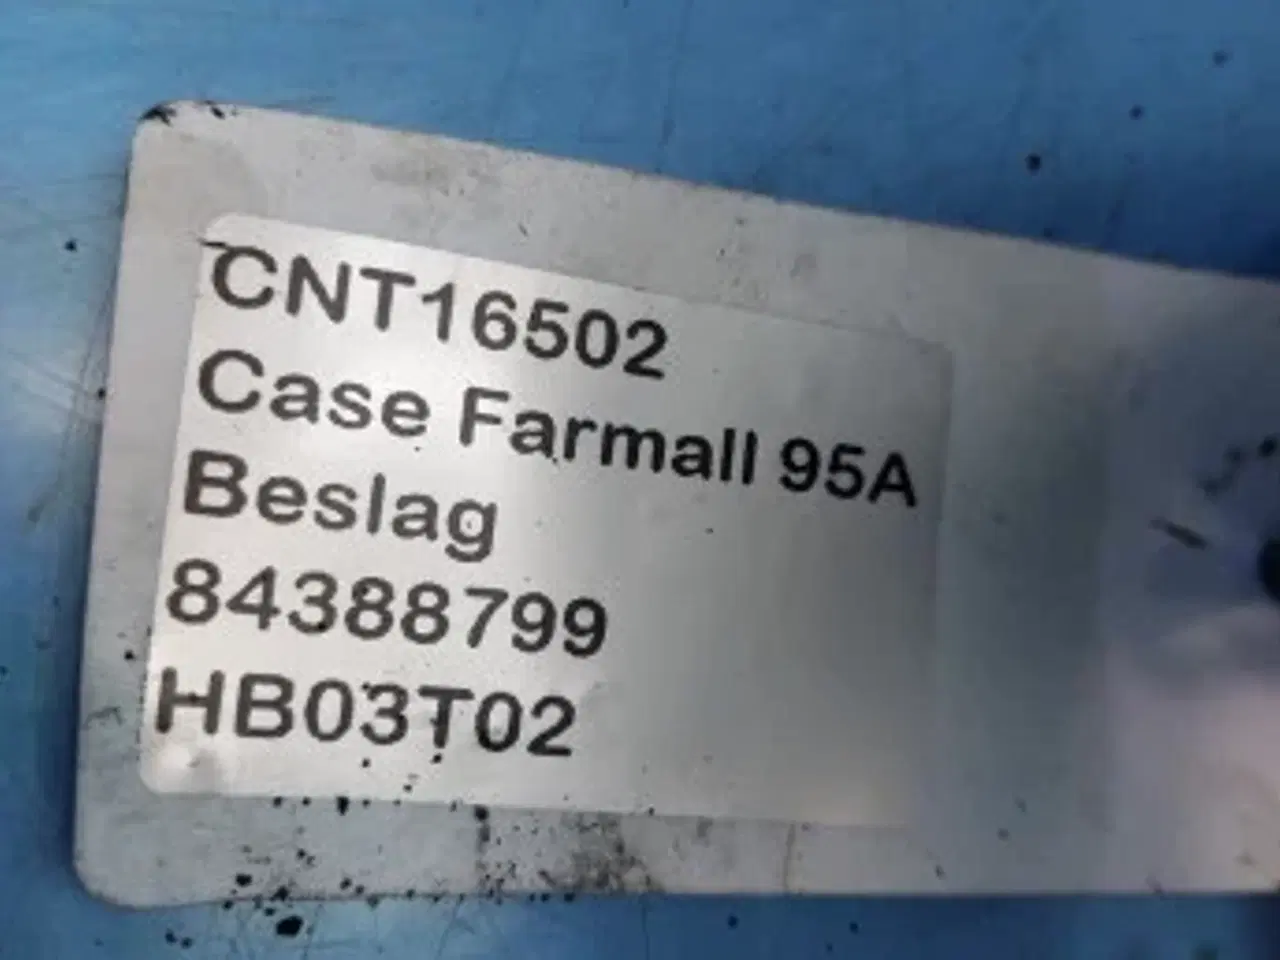 CNT16502
Case Farmall 95A
Beslag
84388799
HB03T02